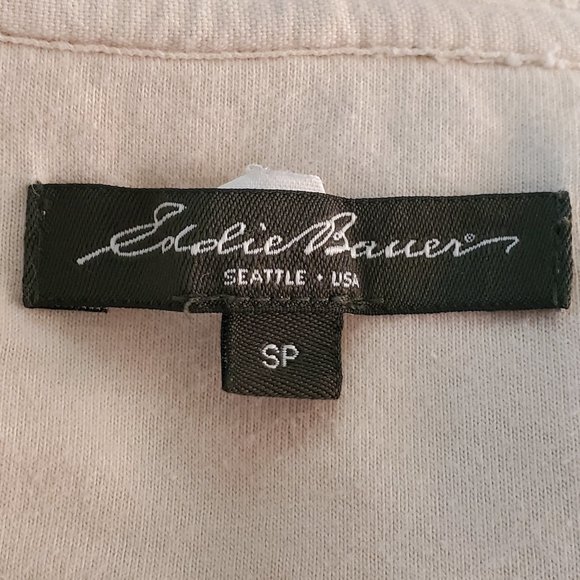 Eddie Bauer®
SEATTLE · USA
SP